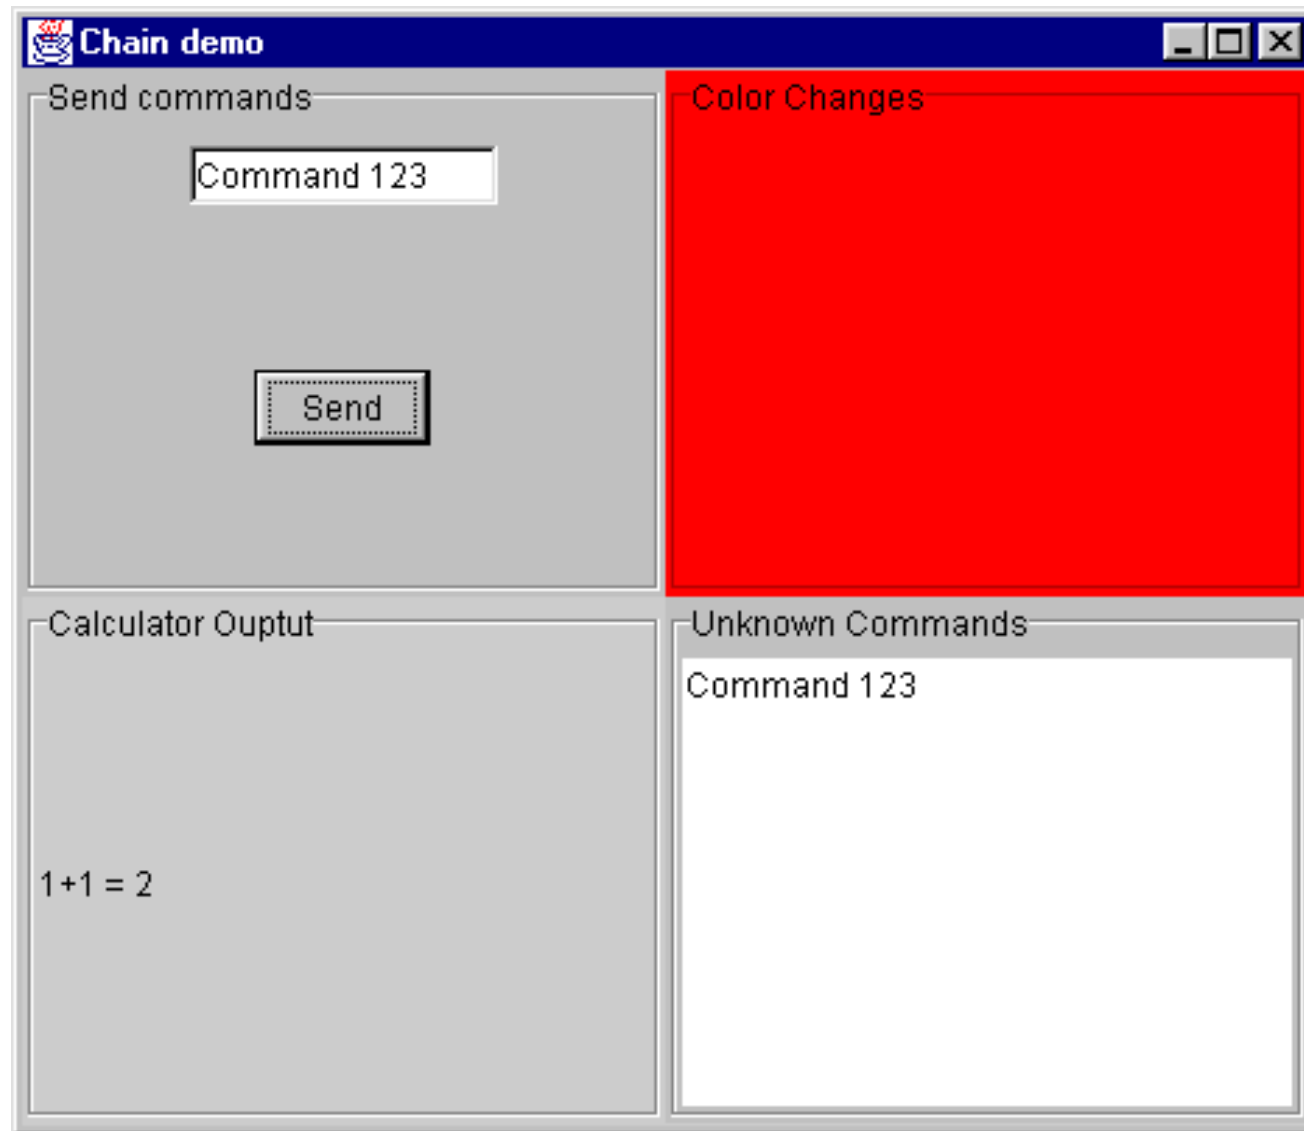 Chain demo
Send commands
Command 123
Send
Color Changes
Calculator Ouptut
1+1 = 2
Unknown Commands
Command 123